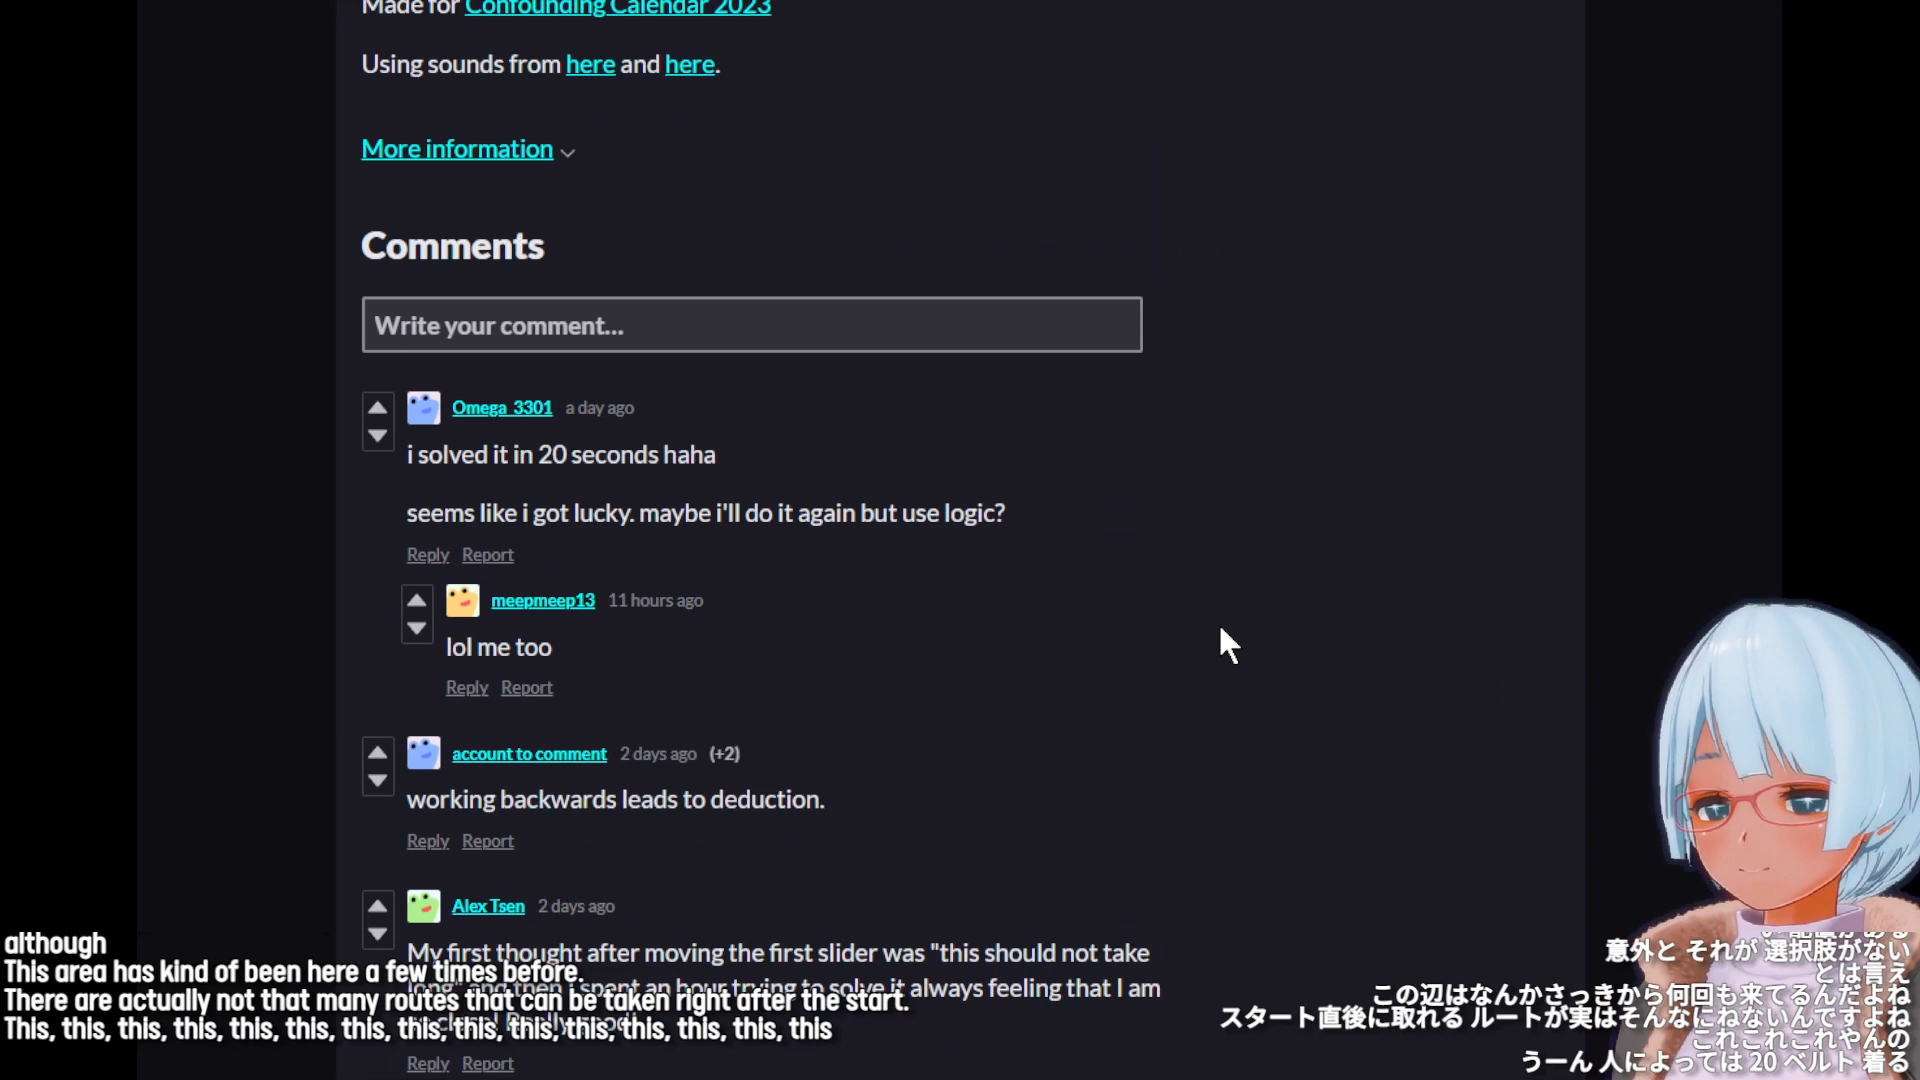 Made for Confounding Calendar 2023
Using sounds from here and here.
More information
Comments
Write your comment...
Omega_3301 a day ago
i solved it in 20 seconds haha
seems like i got lucky. maybe i'll do it again but use logic?
Reply Report
meepmeep13 11 hours ago
lol me too
Reply Report
account to comment 2 days ago (+2)
working backwards leads to deduction.
Reply Report
Alex Tsen 2 days ago
My first thought after moving the first slider was "this should not take
long" and then i spent an hour trying to solve it always feeling that I am
Reply Report
although
This area has kind of been here a few times before.
There are actually not that many routes that can be taken right after the start.
This, this, this, this, this, this, this, this, this, this, this, this, this, this, this
意外と それが 選択肢がない
とは言え
この辺はなんかさっきから何回も来てるんだよね
スタート直後に取れる ルートが実はそんなにねないんですよね
これこれこれやんの
うーん 人によっては 20 ベルト 着る